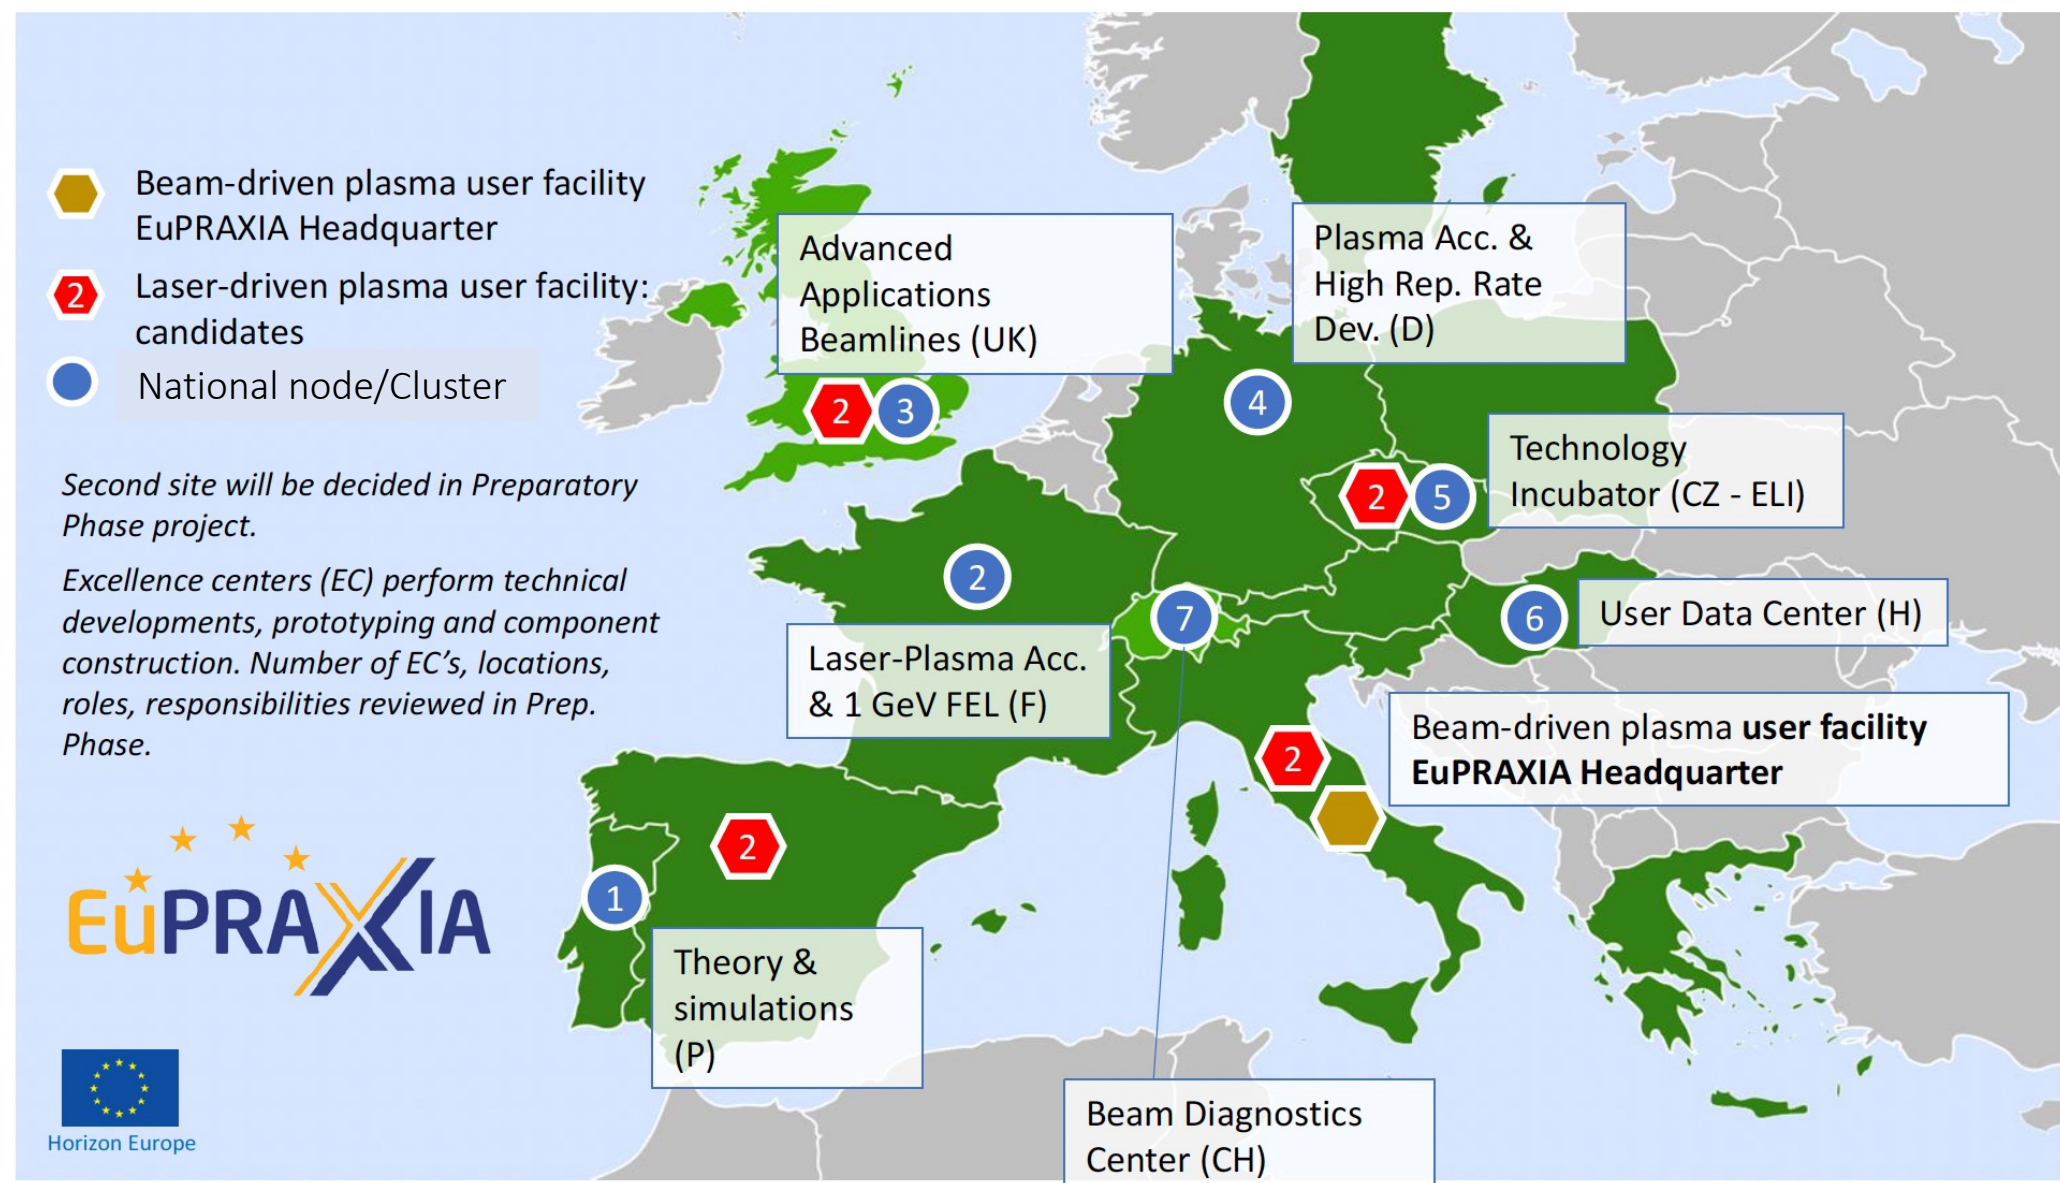 Beam-driven plasma user facility
EuPRAXIA Headquarter
2
Laser-driven plasma user facility:
candidates
National node/Cluster
Second site will be decided in Preparatory
Phase project.
Excellence centers (EC) perform technical
developments, prototyping and component
construction. Number of EC’s, locations,
roles, responsibilities reviewed in Prep.
Phase.
EuPRAXIA
Horizon Europe
Advanced
Applications
Beamlines (UK)
2
3
Plasma Acc. &
High Rep. Rate
Dev. (D)
4
Technology
Incubator (CZ - ELI)
2
5
2
Laser-Plasma Acc.
& 1 GeV FEL (F)
7
6
User Data Center (H)
Beam-driven plasma user facility
EuPRAXIA Headquarter
2
2
1
Theory &
simulations
(P)
Beam Diagnostics
Center (CH)